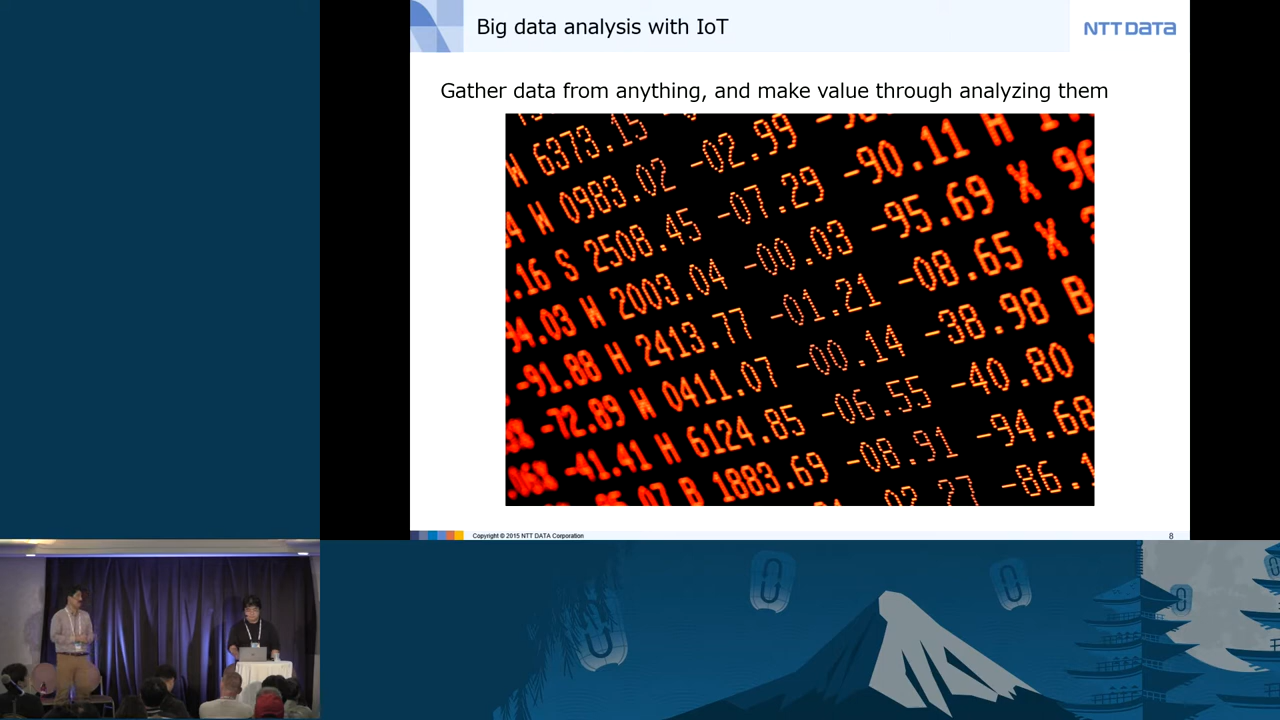 Big data analysis with IoT
NTT DATA
Gather data from anything, and make value through analyzing them
W 6373.15
W 0983.02 -02.99
S 2508.45 -07.29 -90.11 H
.16 W 2003.04 -00.03 -95.69 X 96
94.03 H 2413.77 -01.21 -08.65 X
-91.88 W 0411.07 -00.14 -38.98 B
-72.89 H 6124.85 -06.55 -40.80
.06X -41.41 B 1883.69 -08.91 -94.68
02.27 -86.1
Copyright © 2015 NTT DATA Corporation
8